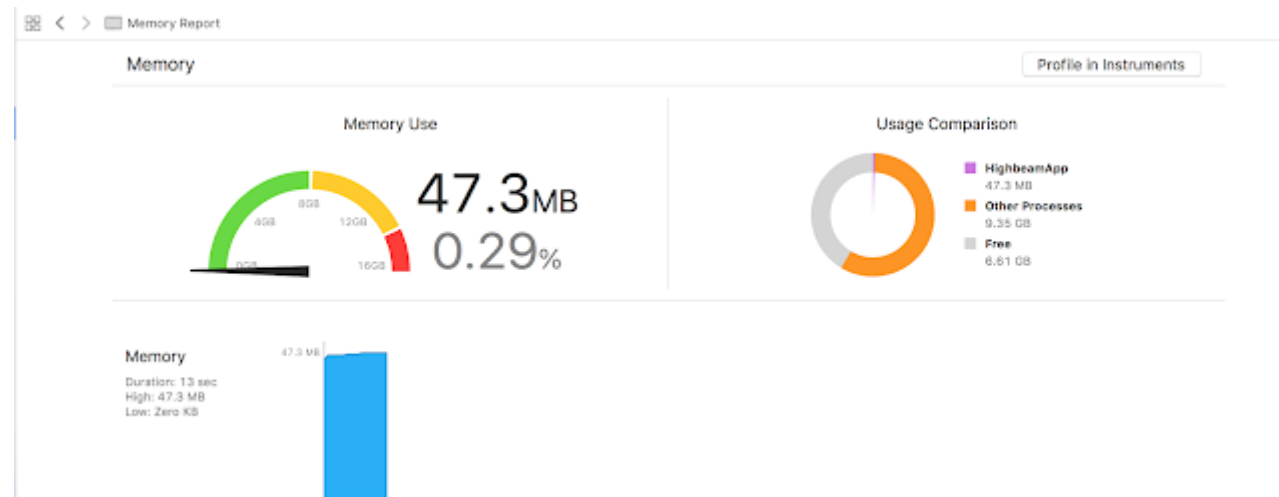 Memory Report
Memory
Profile in Instruments
Memory Use
0GB
4GB
8GB
12GB
16GB
47.3MB
0.29%
Usage Comparison
HighbeamApp
47.3 MB
Other Processes
9.35 GB
Free
6.61 GB
Memory
Duration: 13 sec
High: 47.3 MB
Low: Zero KB
47.3 MB